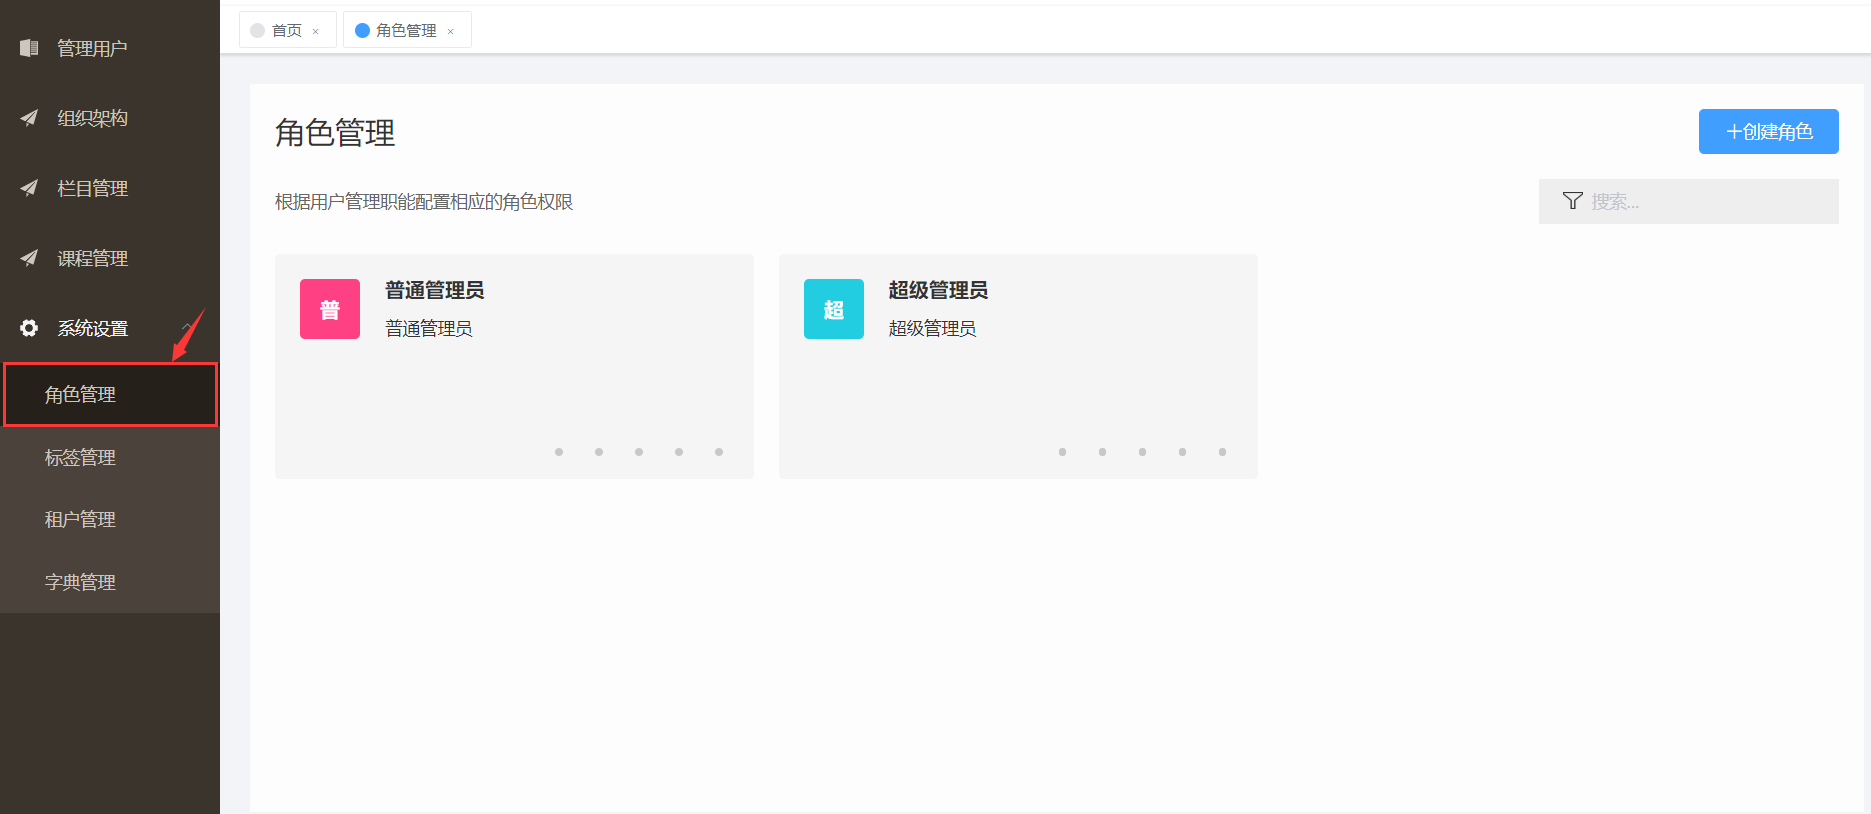 管理用户
组织架构
栏目管理
课程管理
系统设置
角色管理
标签管理
租户管理
字典管理
首页 ×
角色管理 ×
角色管理
+创建角色
根据用户管理职能配置相应的角色权限
搜索...
普
普通管理员
普通管理员
超
超级管理员
超级管理员